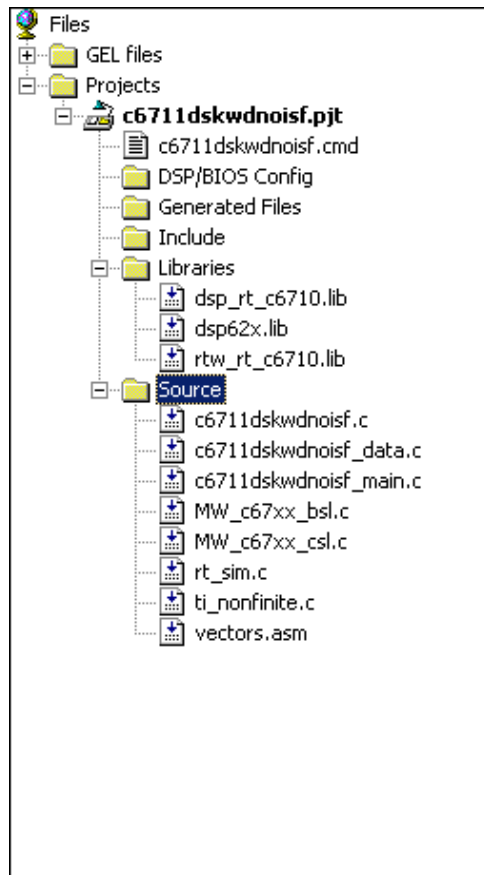 Files
GEL files
Projects
c6711dskwdnoisf.pjt
c6711dskwdnoisf.cmd
DSP/BIOS Config
Generated Files
Include
Libraries
dsp_rt_c6710.lib
dsp62x.lib
rtw_rt_c6710.lib
Source
c6711dskwdnoisf.c
c6711dskwdnoisf_data.c
c6711dskwdnoisf_main.c
MW_c67xx_bsl.c
MW_c67xx_csl.c
rt_sim.c
ti_nonfinite.c
vectors.asm